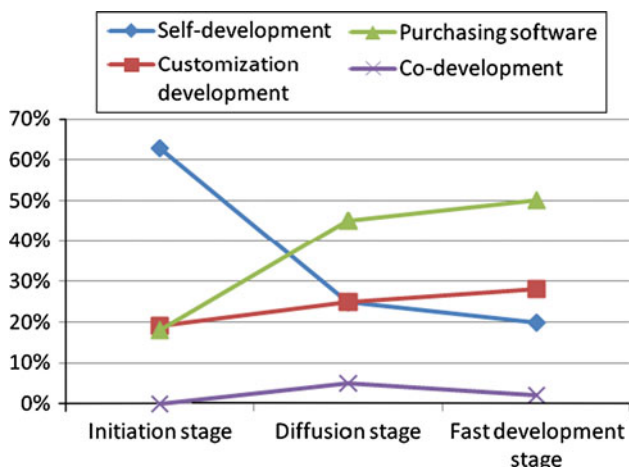 Self-development
Purchasing software
Customization
development
Co-development
70%
60%
50%
40%
30%
20%
10%
0%
Initiation stage
Diffusion stage
Fast development
stage